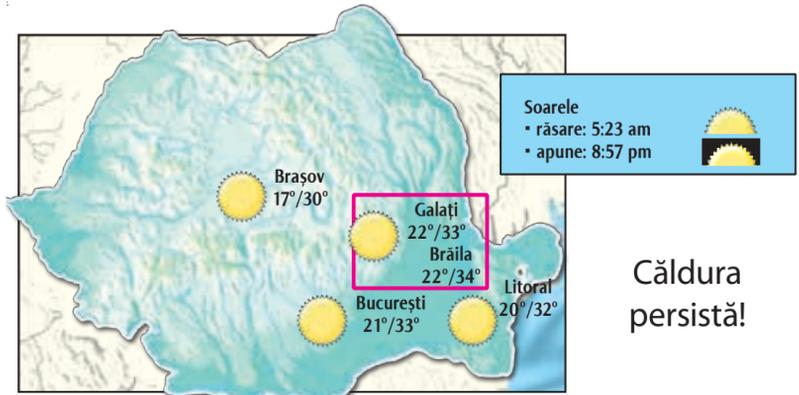 Soarele
• răsare: 5:23 am
• apune: 8:57 pm
Brașov
17°/30°
Galați
22°/33°
Brăila
22°/34°
Litoral
20°/32°
București
21°/33°
Căldura
persistă!